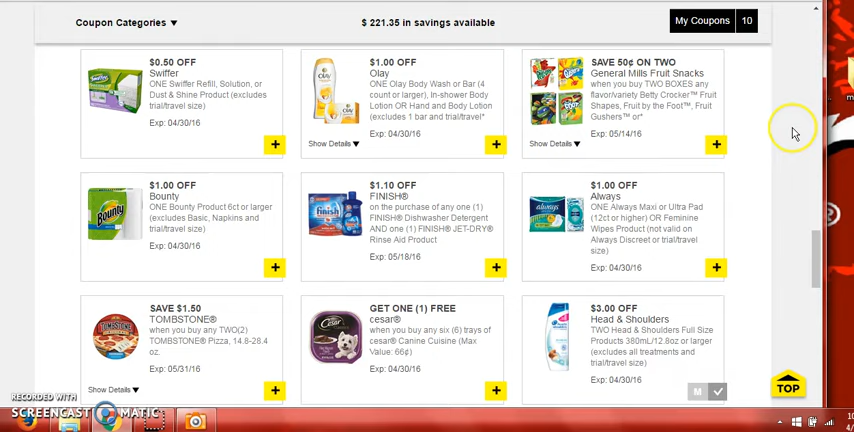 Coupon Categories ▼
$ 221.35 in savings available
My Coupons 10
$0.50 OFF
Swiffer
ONE Swiffer Refill, Solution, or
Dust & Shine Product (excludes
trial/travel size)
Exp: 04/30/16
+
$1.00 OFF
Olay
ONE Olay Body Wash or Bar (4
count or larger), In-shower Body
Lotion OR Hand and Body Lotion
(excludes 1 bar and trial/travel*
Exp: 04/30/16
Show Details ▼
+
SAVE 50¢ ON TWO
General Mills Fruit Snacks
when you buy TWO BOXES any
flavor/variety Betty Crocker™ Fruit
Shapes, Fruit by the Foot™, Fruit
Gushers™ or*
Exp: 05/14/16
Show Details ▼
+
$1.00 OFF
Bounty
ONE Bounty Product 6ct or larger
(excludes Basic, Napkins and
trial/travel size)
Exp: 04/30/16
+
Bounty
$1.10 OFF
FINISH®
on the purchase of any one (1)
FINISH® Dishwasher Detergent
AND one (1) FINISH® JET-DRY®
Rinse Aid Product
Exp: 05/18/16
+
finish
$1.00 OFF
Always
ONE Always Maxi or Ultra Pad
(12ct or higher) OR Feminine
Wipes Product (not valid on
Always Discreet or trial/travel
size)
Exp: 04/30/16
+
always
SAVE $1.50
TOMBSTONE®
when you buy any TWO(2)
TOMBSTONE® Pizza, 14.8-28.4
oz.
Exp: 05/31/16
Show Details ▼
+
TOMBSTONE
GET ONE (1) FREE
cesar®
when you buy any six (6) trays of
cesar® Canine Cuisine (Max
Value: 66¢)
Exp: 04/30/16
+
Cesar
$3.00 OFF
Head & Shoulders
TWO Head & Shoulders Full Size
Products 380mL/12.8oz or larger
(excludes all treatments and
trial/travel size)
Exp: 04/30/16
M
TOP
RECORDED WITH
SCREENCAST MATIC